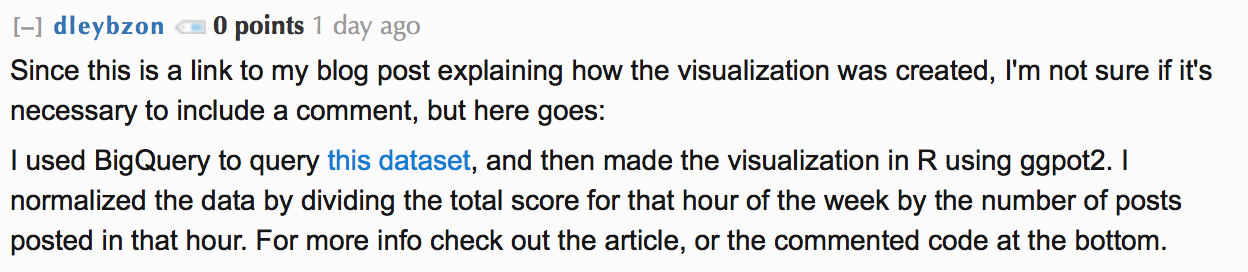 [–] dleybzon 0 points 1 day ago
Since this is a link to my blog post explaining how the visualization was created, I'm not sure if it's
necessary to include a comment, but here goes:
I used BigQuery to query this dataset, and then made the visualization in R using ggpot2. I
normalized the data by dividing the total score for that hour of the week by the number of posts
posted in that hour. For more info check out the article, or the commented code at the bottom.